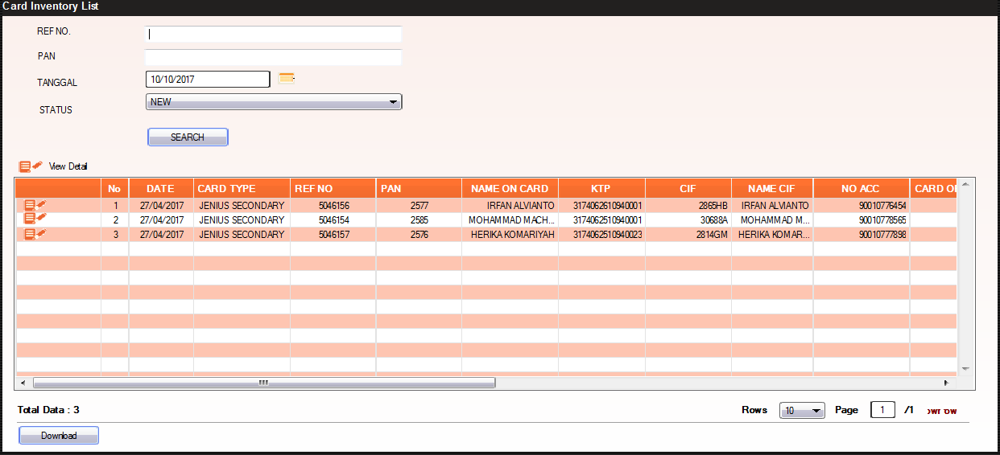 Card Inventory List
REF NO.
PAN
TANGGAL 10/10/2017
STATUS NEW
SEARCH
View Detail
No DATE CARD TYPE REF NO PAN NAME ON CARD KTP CIF NAME CIF NO ACC CARD O
1 27/04/2017 JENIUS SECONDARY 5046156 2577 IRFAN ALVIANTO 3174062610940001 2865HB IRFAN ALVIANTO 90010776454
2 27/04/2017 JENIUS SECONDARY 5046154 2585 MOHAMMAD MACH... 3174062510940001 30688A MOHAMMAD M... 90010778565
3 27/04/2017 JENIUS SECONDARY 5046157 2576 HERIKA KOMARIYAH 3174062510940023 2814GM HERIKA KOMAR... 90010777898
Total Data : 3 Rows 10 Page 1 /1
Download